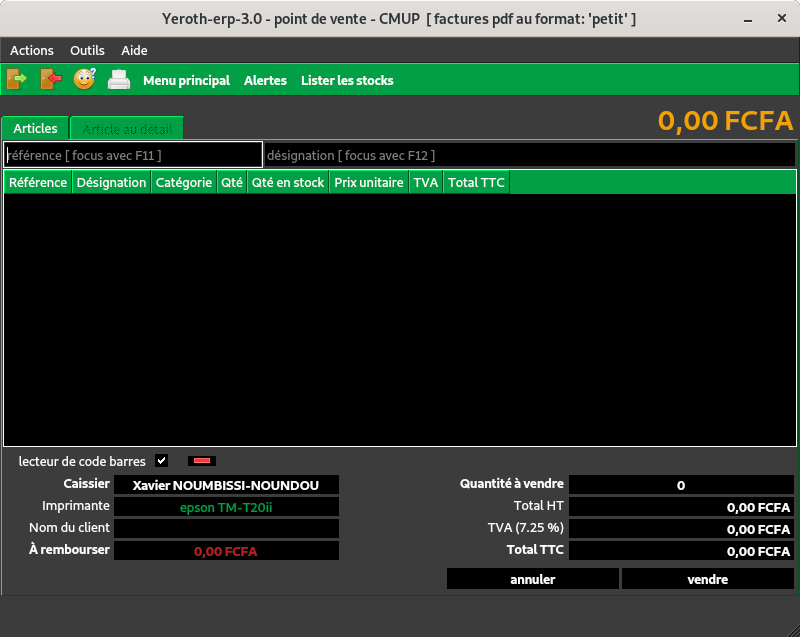 Yeroth-erp-3.0 - point de vente - CMUP [ factures pdf au format: 'petit' ]
Actions Outils Aide
Menu principal Alertes Lister les stocks
0,00 FCFA
Articles Article au détail
référence [ focus avec F11 ] désignation [ focus avec F12 ]
Référence Désignation Catégorie Qté Qté en stock Prix unitaire TVA Total TTC
lecteur de code barres
Caissier Xavier NOUMBISSI-NOUNDOU
Imprimante epson TM-T20ii
Nom du client
À rembourser 0,00 FCFA
Quantité à vendre 0
Total HT 0,00 FCFA
TVA (7.25 %) 0,00 FCFA
Total TTC 0,00 FCFA
annuler vendre